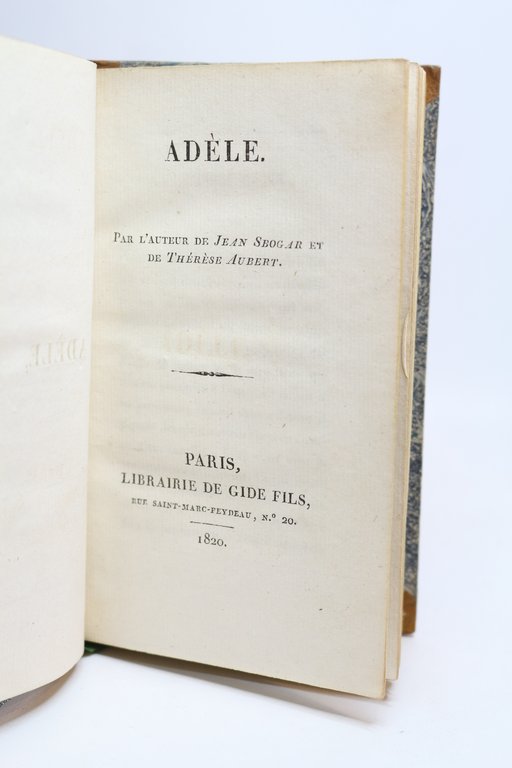 ADÈLE.
PAR L'AUTEUR DE JEAN SBOGAR ET
DE THÉRÈSE AUBERT.
PARIS,
LIBRAIRIE DE GIDE FILS,
RUE SAINT-MARC-FEYDEAU, N.° 20.
1820.